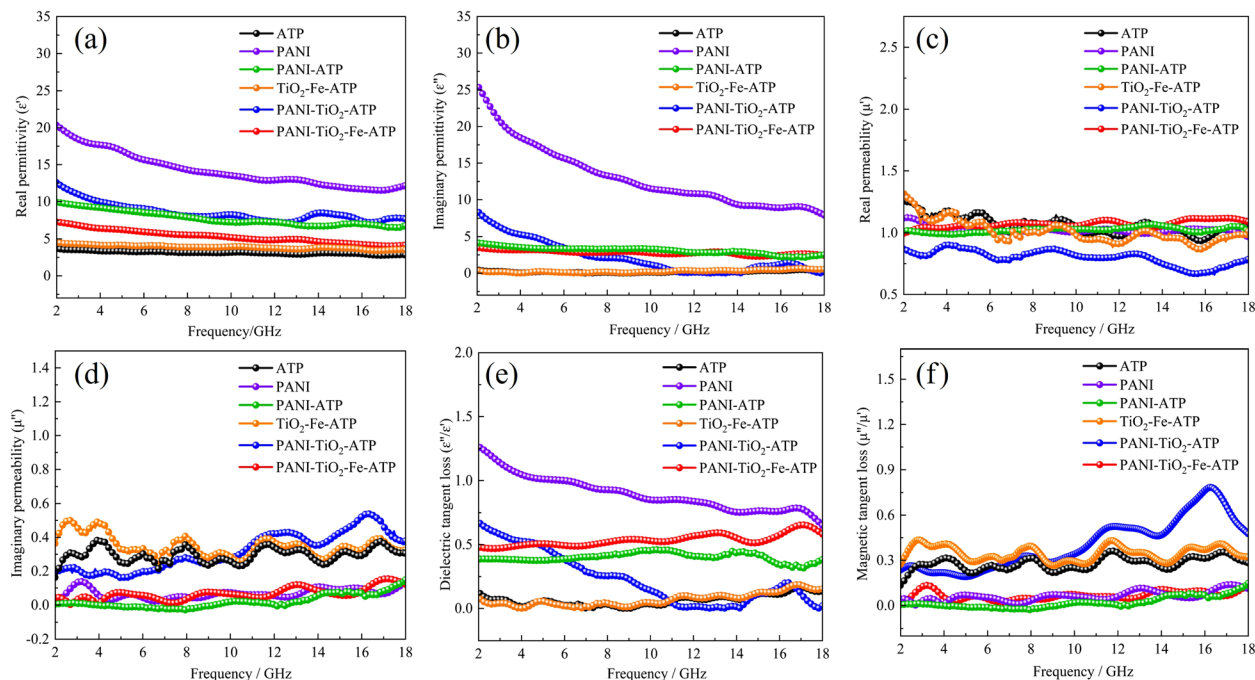 (a)
ATP
PANI
PANI-ATP
TiO2-Fe-ATP
PANI-TiO2-ATP
PANI-TiO2-Fe-ATP
35
30
25
20
15
10
5
0
Real permittivity (ε')
2 4 6 8 10 12 14 16 18
Frequency/GHz
(b)
ATP
PANI
PANI-ATP
TiO2-Fe-ATP
PANI-TiO2-ATP
PANI-TiO2-Fe-ATP
35
30
25
20
15
10
5
0
Imaginary permittivity (ε'')
2 4 6 8 10 12 14 16 18
Frequency / GHz
(c)
ATP
PANI
PANI-ATP
TiO2-Fe-ATP
PANI-TiO2-ATP
PANI-TiO2-Fe-ATP
2.5
2.0
1.5
1.0
0.5
Real permeability (μ')
2 4 6 8 10 12 14 16 18
Frequency / GHz
(d)
ATP
PANI
PANI-ATP
TiO2-Fe-ATP
PANI-TiO2-ATP
PANI-TiO2-Fe-ATP
1.4
1.2
1.0
0.8
0.6
0.4
0.2
0.0
-0.2
Imaginary permeability (μ'')
2 4 6 8 10 12 14 16 18
Frequency / GHz
(e)
ATP
PANI
PANI-ATP
TiO2-Fe-ATP
PANI-TiO2-ATP
PANI-TiO2-Fe-ATP
2.0
1.5
1.0
0.5
0.0
Dielectric tangent loss (ε''/ε')
2 4 6 8 10 12 14 16 18
Frequency / GHz
(f)
ATP
PANI
PANI-ATP
TiO2-Fe-ATP
PANI-TiO2-ATP
PANI-TiO2-Fe-ATP
1.5
1.2
0.9
0.6
0.3
0.0
Magnetic tangent loss (μ''/μ')
2 4 6 8 10 12 14 16 18
Frequency / GHz